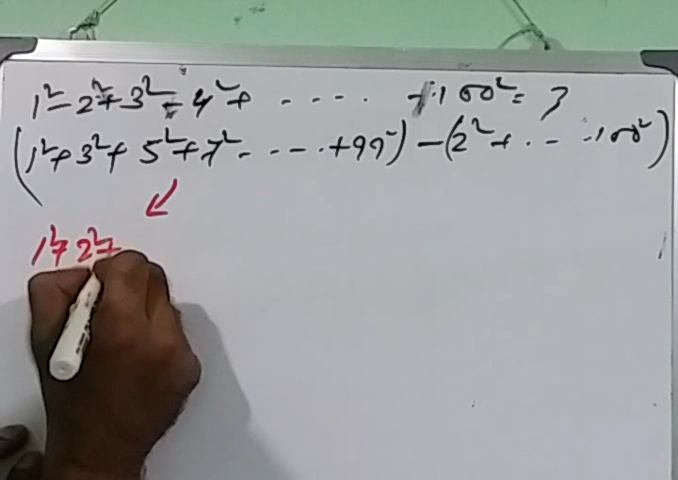 1²-2²+3²-4²+ ..... -100² = ?
(1²+3²+5²+7² ..... +99²) - (2²+ ... 100²)
1²+2²+